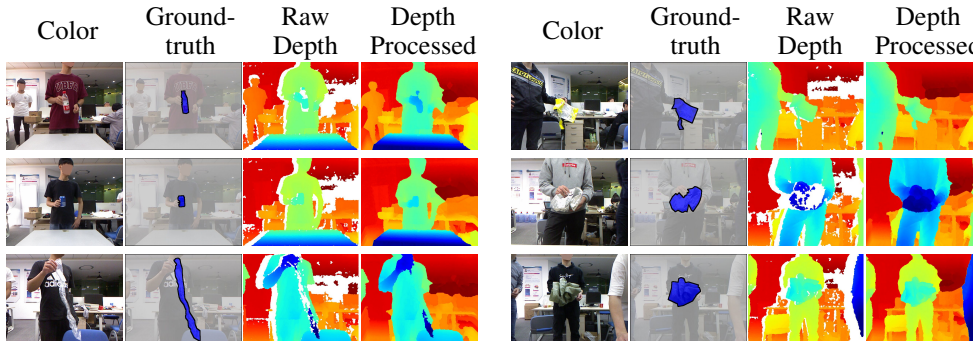 Color
Ground-
truth
Raw
Depth
Depth
Processed
Color
Ground-
truth
Raw
Depth
Depth
Processed